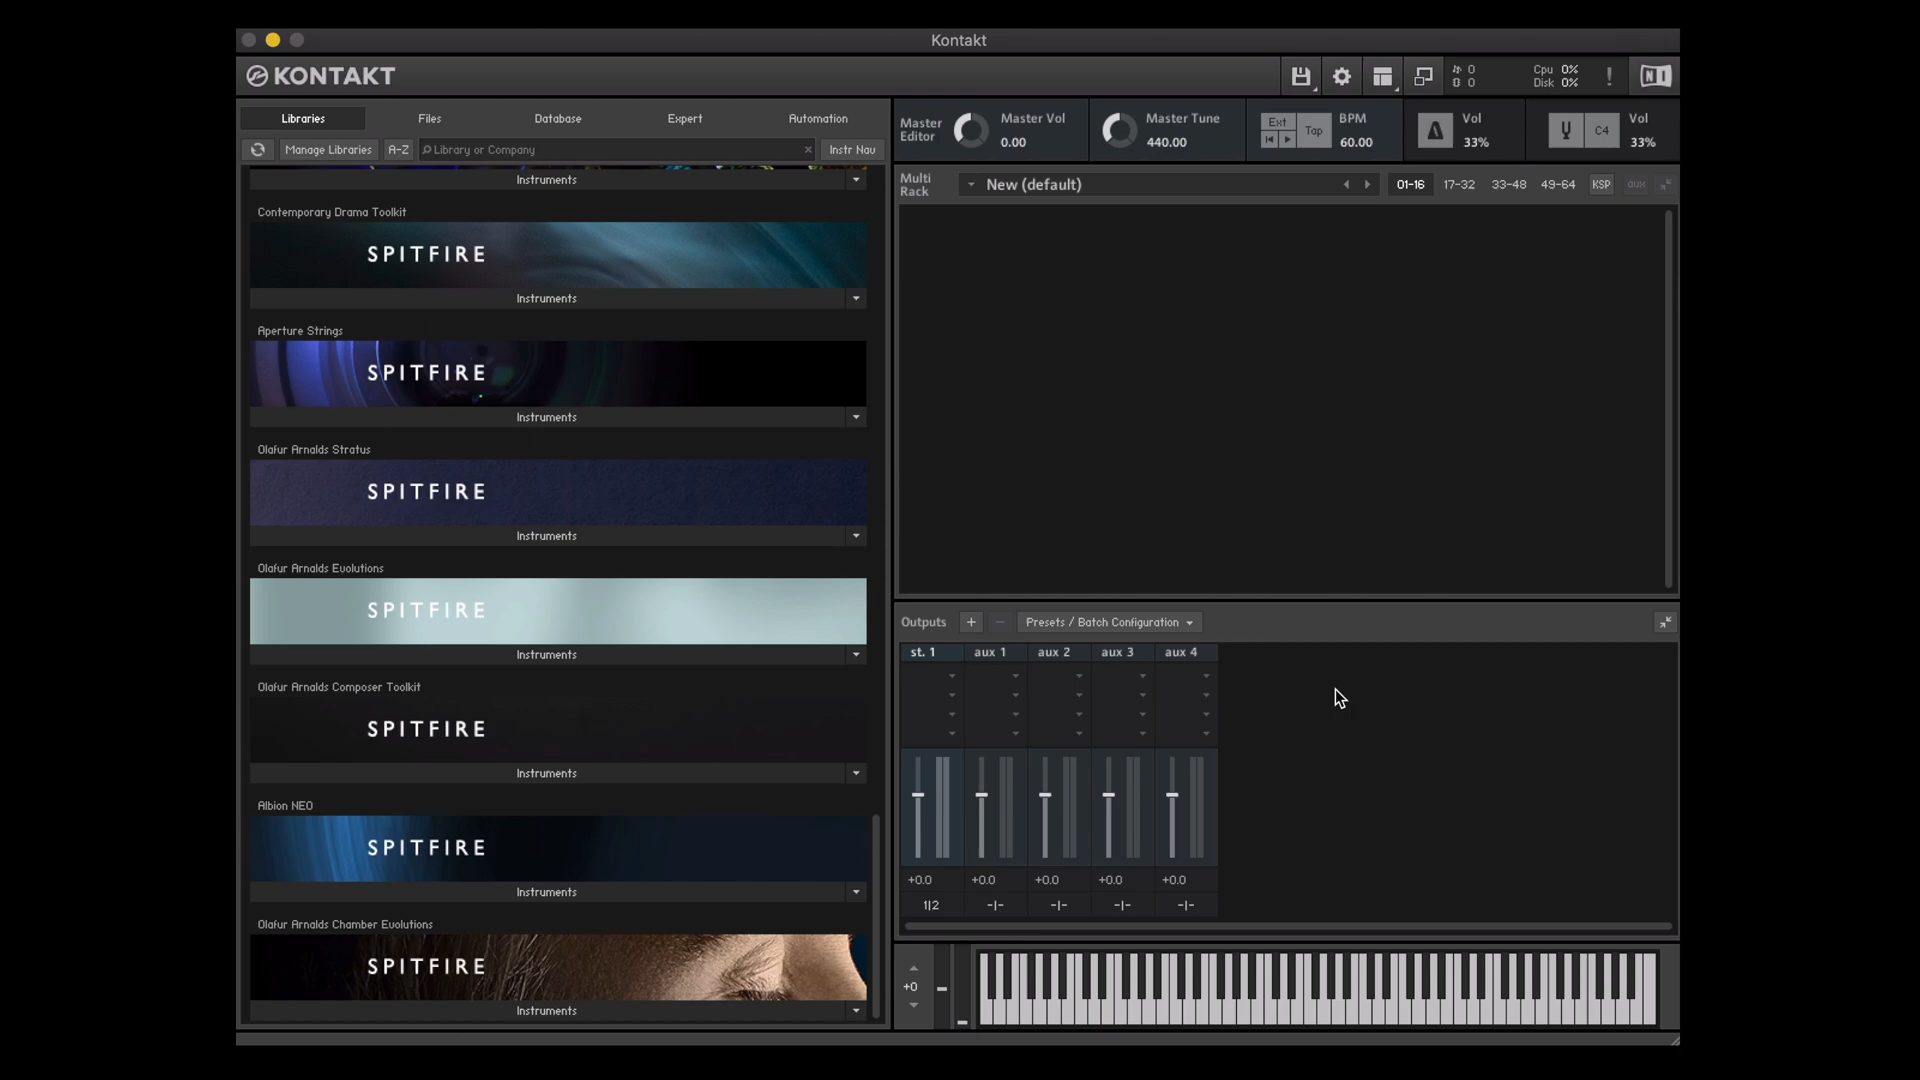 Kontakt
KONTAKT
0
0
Cpu 0%
Disk 0%
!
NI
Libraries
Files
Database
Expert
Automation
Manage Libraries
A-Z
Library or Company
×
Instr Nav
Master
Editor
Master Vol
0.00
Master Tune
440.00
Ext
Tap
BPM
60.00
Vol
33%
C4
Vol
33%
Multi
Rack
New (default)
01-16
17-32
33-48
49-64
KSP
aux
Instruments
Contemporary Drama Toolkit
SPITFIRE
Instruments
Aperture Strings
SPITFIRE
Instruments
Olafur Arnalds Stratus
SPITFIRE
Instruments
Olafur Arnalds Evolutions
SPITFIRE
Instruments
Olafur Arnalds Composer Toolkit
SPITFIRE
Instruments
Albion NEO
SPITFIRE
Instruments
Olafur Arnalds Chamber Evolutions
SPITFIRE
Instruments
Outputs
+
−
Presets / Batch Configuration
st. 1
aux 1
aux 2
aux 3
aux 4
+0.0
+0.0
+0.0
+0.0
+0.0
1|2
-|-
-|-
-|-
-|-
+0